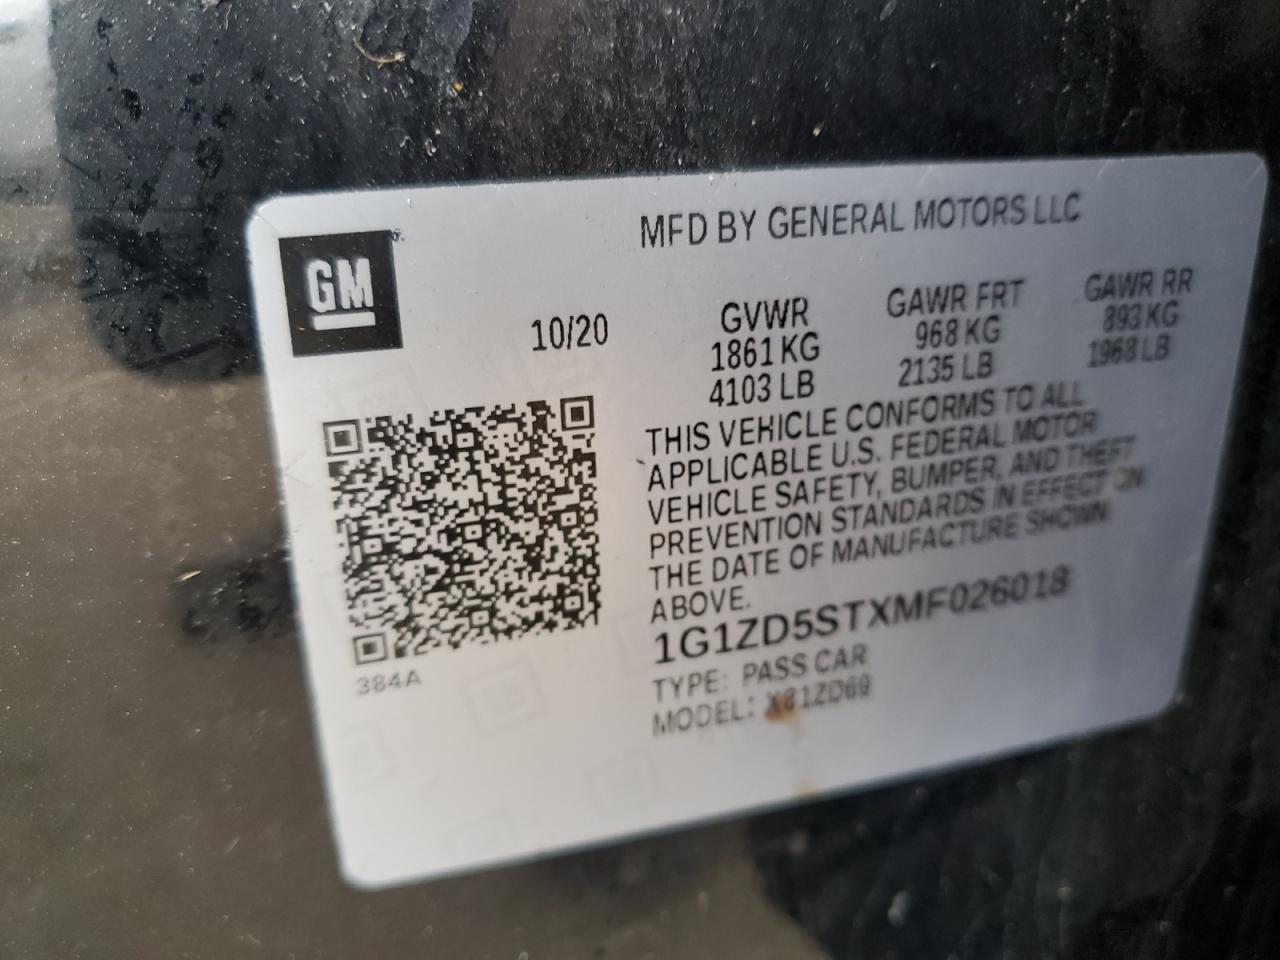 GM
MFD BY GENERAL MOTORS LLC
10/20
GVWR GAWR FRT GAWR RR
1861 KG 968 KG 893 KG
4103 LB 2135 LB 1968 LB
THIS VEHICLE CONFORMS TO ALL
APPLICABLE U.S. FEDERAL MOTOR
VEHICLE SAFETY, BUMPER, AND THEFT
PREVENTION STANDARDS IN EFFECT ON
THE DATE OF MANUFACTURE SHOWN
ABOVE.
1G1ZD5STXMF026018
TYPE: PASS CAR
MODEL:
384A